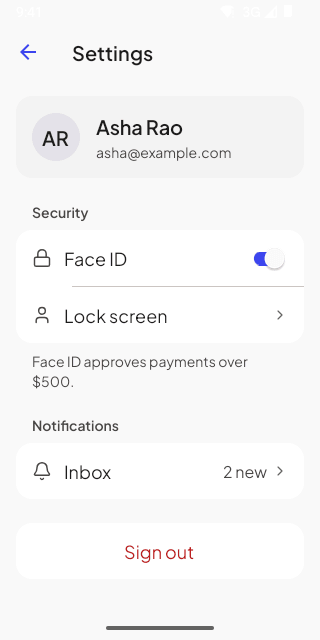 9:41
3G
Settings
AR
Asha Rao
asha@example.com
Security
Face ID
Lock screen
Face ID approves payments over
$500.
Notifications
Inbox
2 new
Sign out